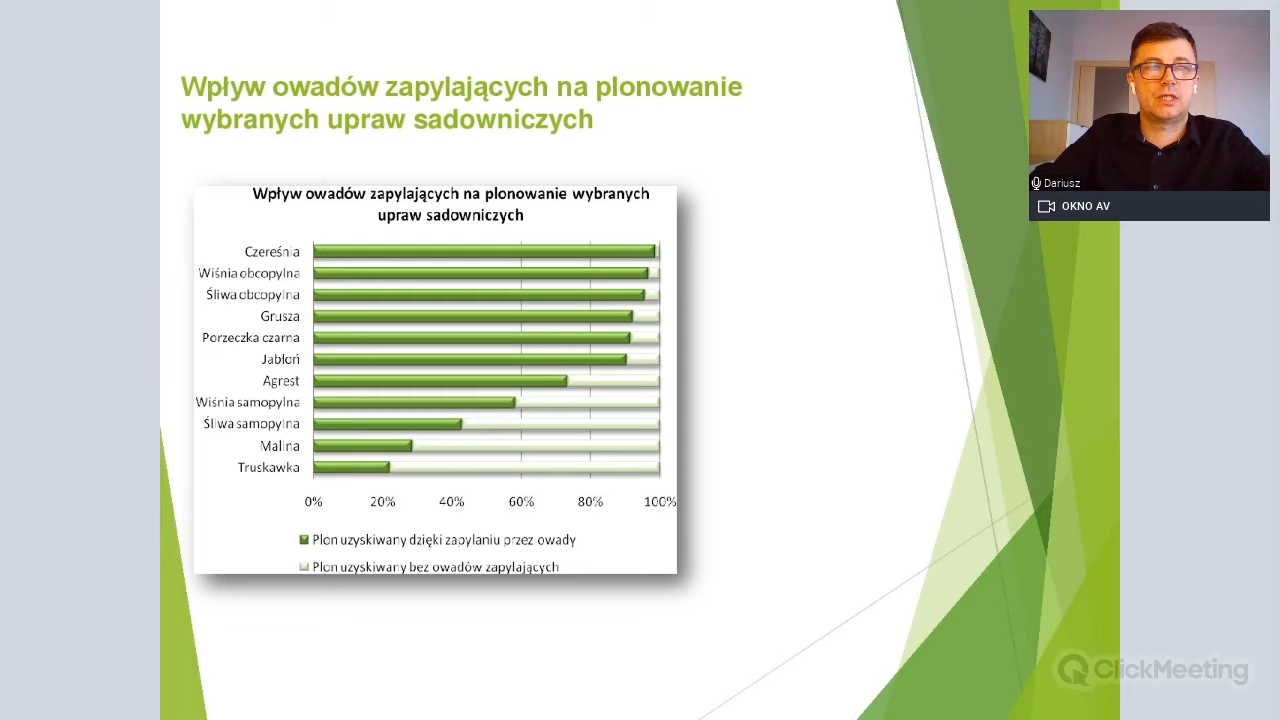 Wpływ owadów zapylających na plonowanie
wybranych upraw sadowniczych
Wpływ owadów zapylających na plonowanie wybranych
upraw sadowniczych
Czereśnia
Wiśnia obcopylna
Śliwa obcopylna
Grusza
Porzeczka czarna
Jabłoń
Agrest
Wiśnia samopylna
Śliwa samopylna
Malina
Truskawka
0% 20% 40% 60% 80% 100%
Plon uzyskiwany dzięki zapylaniu przez owady
Plon uzyskiwany bez owadów zapylających
Dariusz
OKNO AV
ClickMeeting